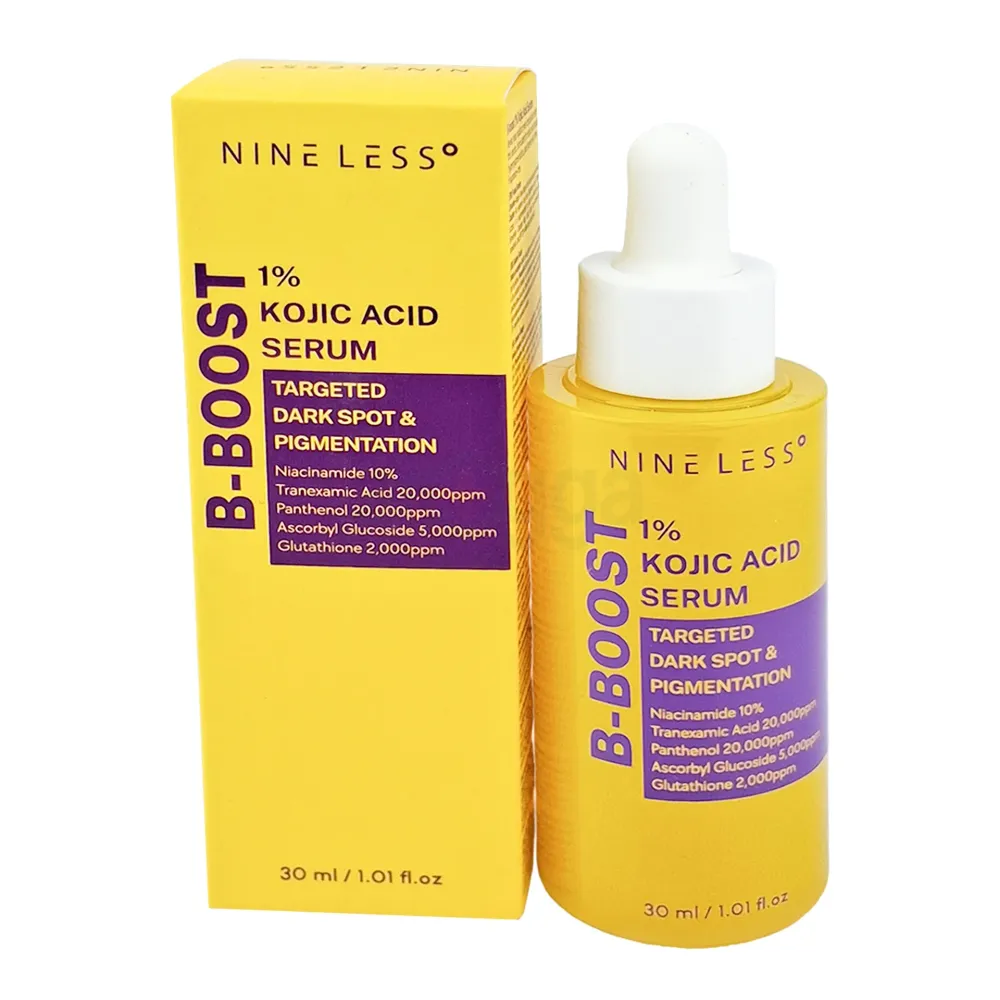 NINE LESS°
B-BOOST
1%
KOJIC ACID
SERUM
TARGETED
DARK SPOT &
PIGMENTATION
Niacinamide 10%
Tranexamic Acid 20,000ppm
Panthenol 20,000ppm
Ascorbyl Glucoside 5,000ppm
Glutathione 2,000ppm
30 ml / 1.01 fl.oz
NINE LESS°
B-BOOST
1%
KOJIC ACID
SERUM
TARGETED
DARK SPOT &
PIGMENTATION
Niacinamide 10%
Tranexamic Acid 20,000ppm
Panthenol 20,000ppm
Ascorbyl Glucoside 5,000ppm
Glutathione 2,000ppm
30 ml / 1.01 fl.oz